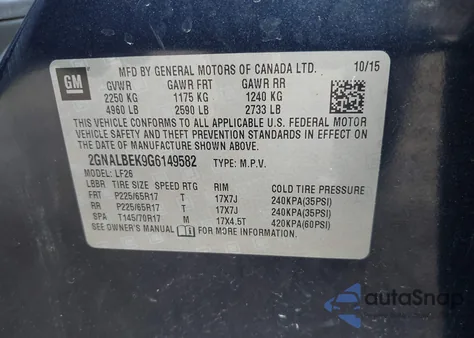 GM
MFD BY GENERAL MOTORS OF CANADA LTD. 10/15
GVWR GAWR FRT GAWR RR
2250 KG 1175 KG 1240 KG
4960 LB 2590 LB 2733 LB
THIS VEHICLE CONFORMS TO ALL APPLICABLE U.S. FEDERAL MOTOR
VEHICLE SAFETY AND THEFT PREVENTION STANDARDS IN EFFECT ON
THE DATE OF MANUFACTURE SHOWN ABOVE.
2GNALBEK9G6149582 TYPE: M.P.V.
MODEL: LF26
LBBR TIRE SIZE SPEED RTG RIM COLD TIRE PRESSURE
FRT P225/65R17 T 17X7J 240KPA(35PSI)
RR P225/65R17 T 17X7J 240KPA(35PSI)
SPA T145/70R17 M 17X4.5T 420KPA(60PSI)
SEE OWNER'S MANUAL FOR MORE INFORMATION.
autoSnap